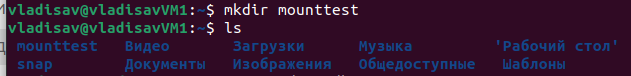 vladisav@vladisavVM1:~$ mkdir mounttest
vladisav@vladisavVM1:~$ ls
mounttest Видео Загрузки Музыка 'Рабочий стол'
snap Документы Изображения Общедоступные Шаблоны